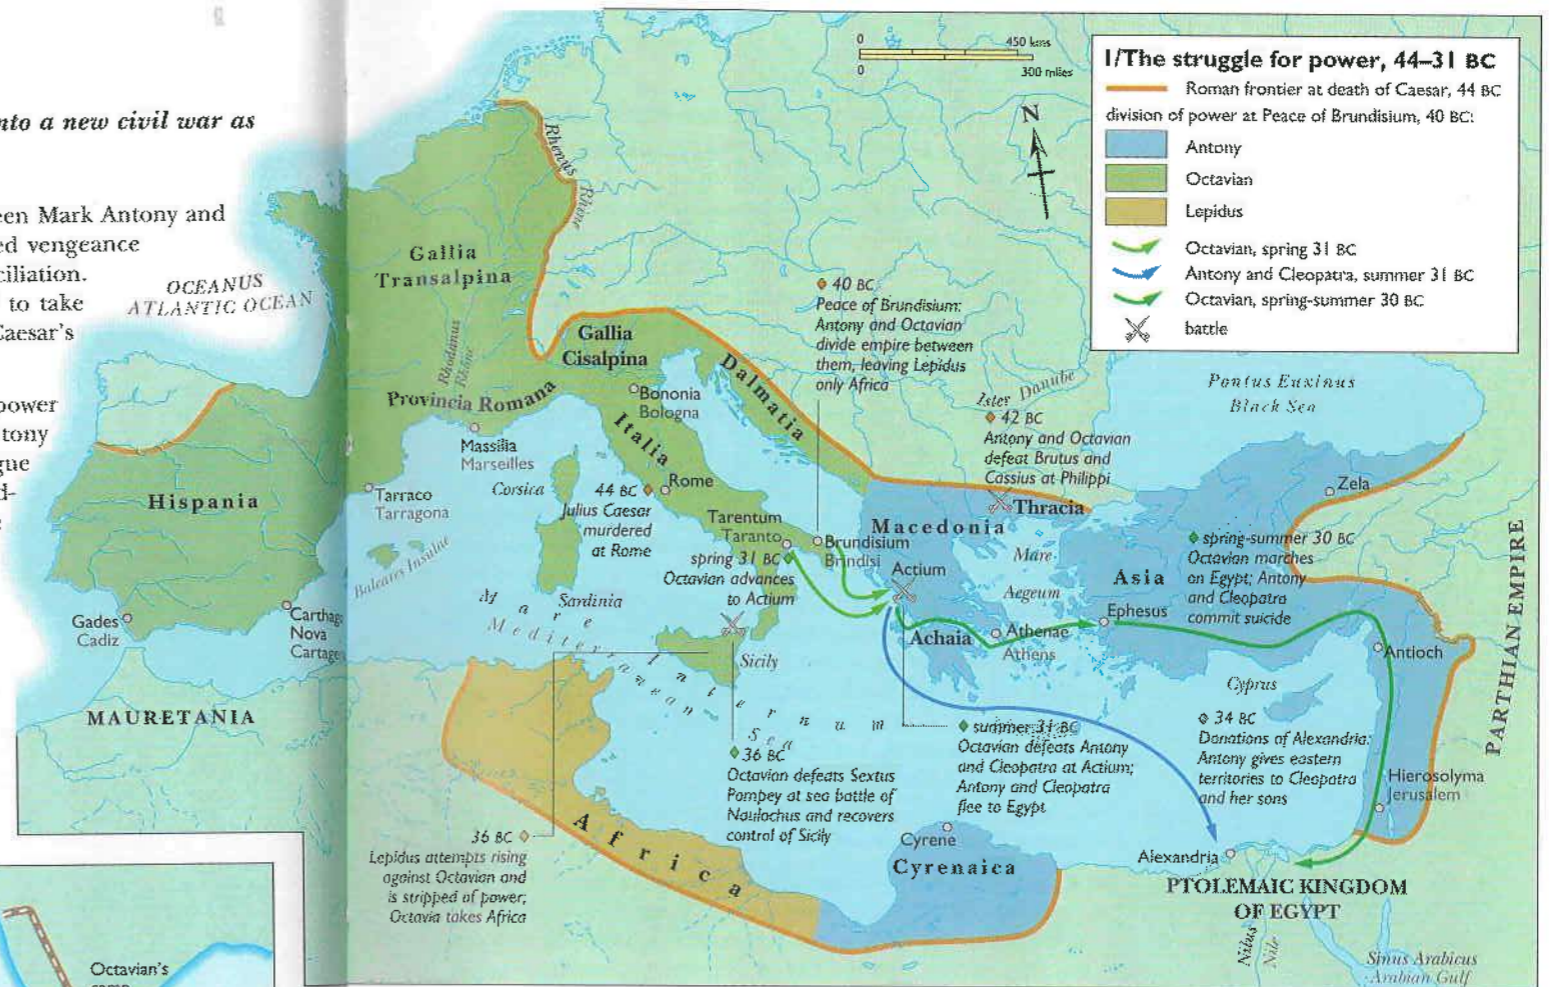 nto a new civil war as
een Mark Antony and
ed vengeance
ciliation.
to take
Caesar's
power
tony
gue
d-
OCEANUS
ATLANTIC OCEAN
0 450 kms
0 300 miles
N
1/The struggle for power, 44–31 BC
Roman frontier at death of Caesar, 44 BC
division of power at Peace of Brundisium, 40 BC:
Antony
Octavian
Lepidus
Octavian, spring 31 BC
Antony and Cleopatra, summer 31 BC
Octavian, spring-summer 30 BC
battle
Rhenus
Rhine
Gallia
Transalpina
Rhodanus
Rhône
Provincia Romana
Gallia
Cisalpina
Bononia
Bologna
Dalmatia
Italia
40 BC
Peace of Brundisium:
Antony and Octavian
divide empire between
them, leaving Lepidus
only Africa
Ister Danube
42 BC
Antony and Octavian
defeat Brutus and
Cassius at Philippi
Pontus Euxinus
Black Sea
Massilia
Marseilles
Corsica
Hispania
Tarraco
Tarragona
44 BC
Julius Caesar
murdered
at Rome
Rome
Tarentum
Taranto
Brundisium
Brindisi
spring 31 BC
Octavian advances
to Actium
Macedonia
Thracia
Zela
Actium
Mare
Aegeum
Asia
spring-summer 30 BC
Octavian marches
on Egypt; Antony
and Cleopatra
commit suicide
PARTHIAN EMPIRE
Balearis Insulae
Sardinia
Gades
Cadiz
Carthag
Nova
Cartage
Mare Internum
Mediterranean Sea
Sicily
Achaia
Athenae
Athens
Ephesus
Antioch
Cyprus
MAURETANIA
36 BC
Octavian defeats Sextus
Pompey at sea battle of
Naulochus and recovers
control of Sicily
summer 31 BC
Octavian defeats Antony
and Cleopatra at Actium;
Antony and Cleopatra
flee to Egypt
34 BC
Donations of Alexandria:
Antony gives eastern
territories to Cleopatra
and her sons
Hierosolyma
Jerusalem
36 BC
Lepidus attempts rising
against Octavian and
is stripped of power;
Octavia takes Africa
Africa
Cyrene
Cyrenaica
Alexandria
PTOLEMAIC KINGDOM
OF EGYPT
Nilus
Nile
Sinus Arabicus
Arabian Gulf
Octavian's